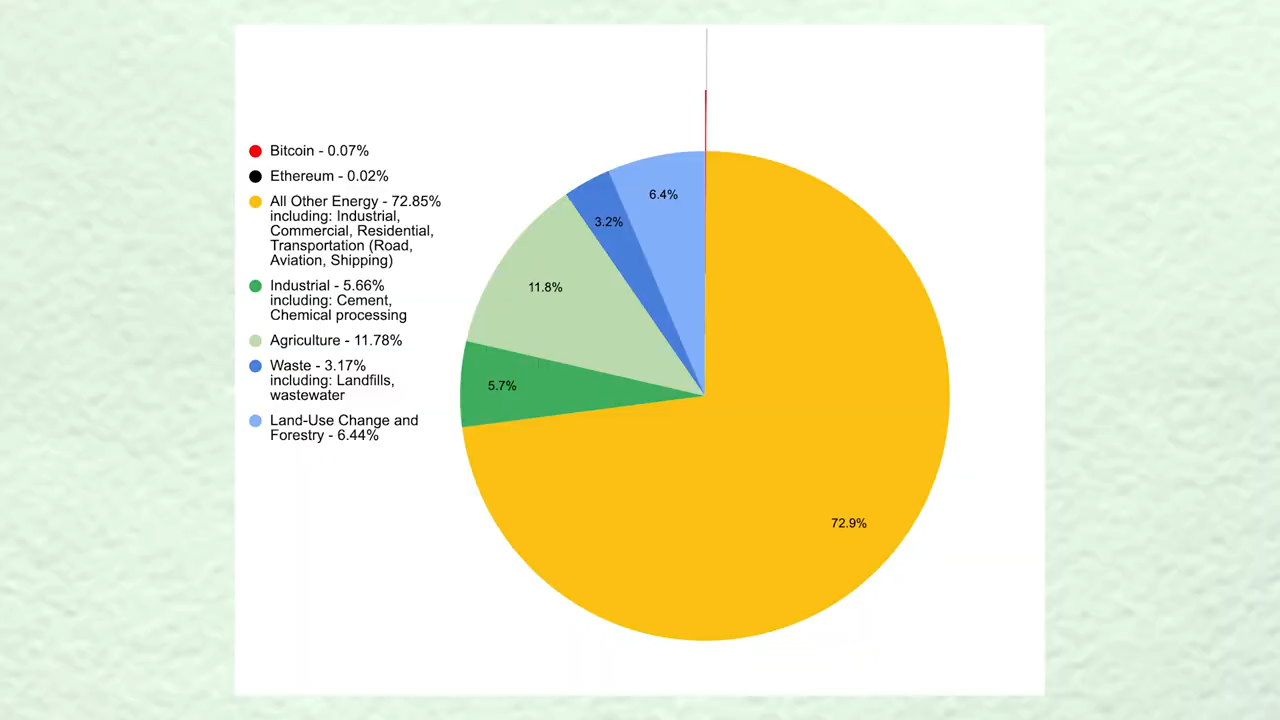 Bitcoin - 0.07%
Ethereum - 0.02%
All Other Energy - 72.85%
including: Industrial,
Commercial, Residential,
Transportation (Road,
Aviation, Shipping)
Industrial - 5.66%
including: Cement,
Chemical processing
Agriculture - 11.78%
Waste - 3.17%
including: Landfills,
wastewater
Land-Use Change and
Forestry - 6.44%
6.4%
3.2%
11.8%
5.7%
72.9%